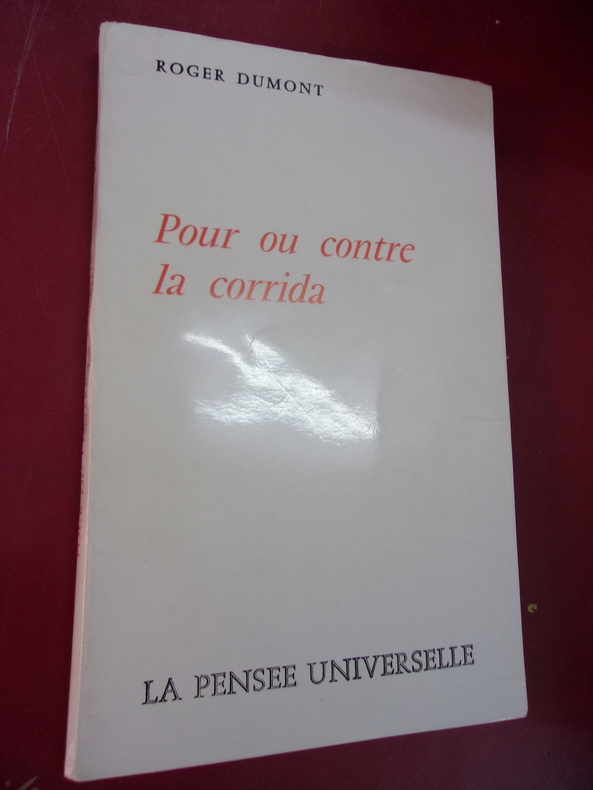 ROGER DUMONT
Pour ou contre
la corrida
LA PENSEE UNIVERSELLE